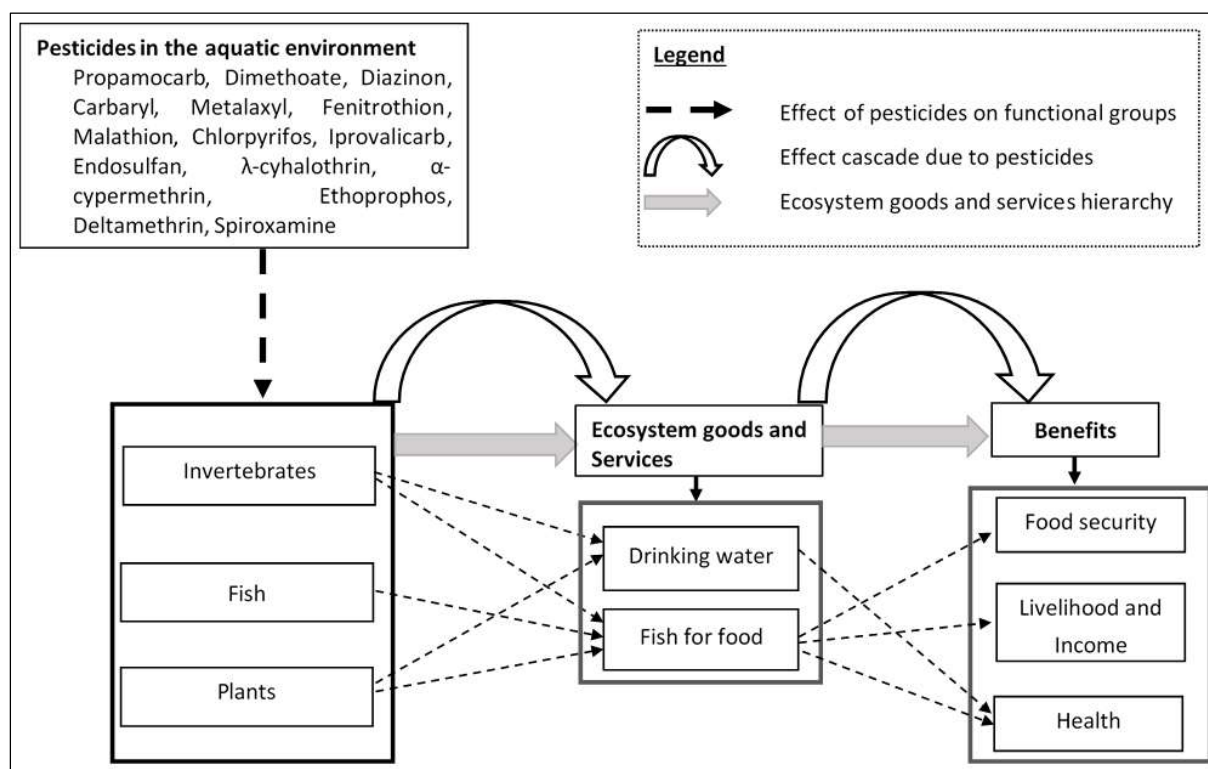 Pesticides in the aquatic environment
Propamocarb, Dimethoate, Diazinon,
Carbaryl, Metalaxyl, Fenitrothion,
Malathion, Chlorpyrifos, Iprovalicarb,
Endosulfan, λ-cyhalothrin, α-
cypermethrin, Ethoprophos,
Deltamethrin, Spiroxamine
Legend
Effect of pesticides on functional groups
Effect cascade due to pesticides
Ecosystem goods and services hierarchy
Invertebrates
Fish
Plants
Ecosystem goods and
Services
Drinking water
Fish for food
Benefits
Food security
Livelihood and
Income
Health